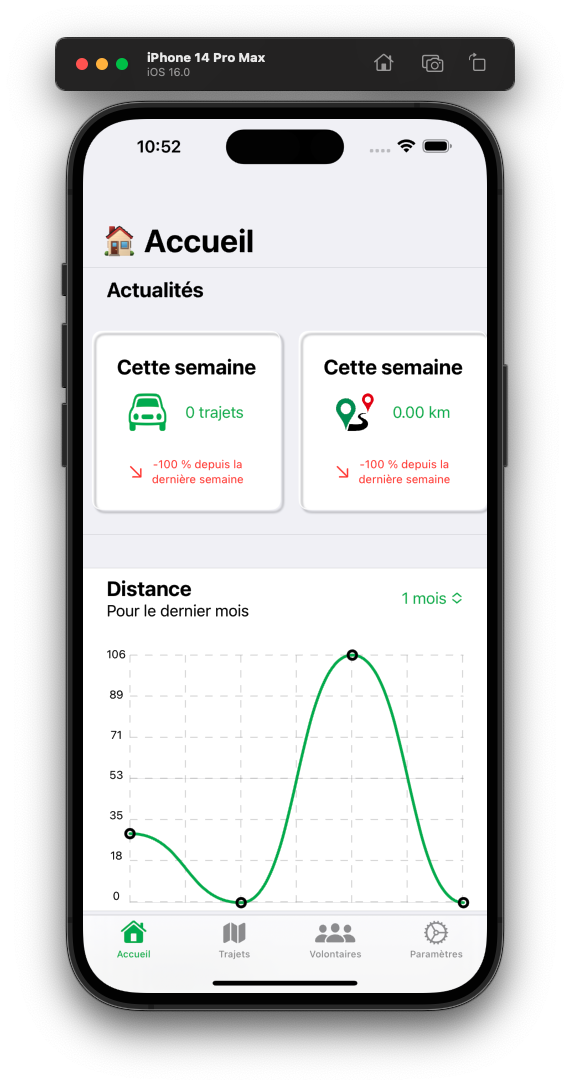 iPhone 14 Pro Max
iOS 16.0
10:52
Accueil
Actualités
Cette semaine
0 trajets
-100 % depuis la
dernière semaine
Cette semaine
0.00 km
-100 % depuis la
dernière semaine
Distance
Pour le dernier mois
1 mois
106
89
71
53
35
18
0
Accueil
Trajets
Volontaires
Paramètres